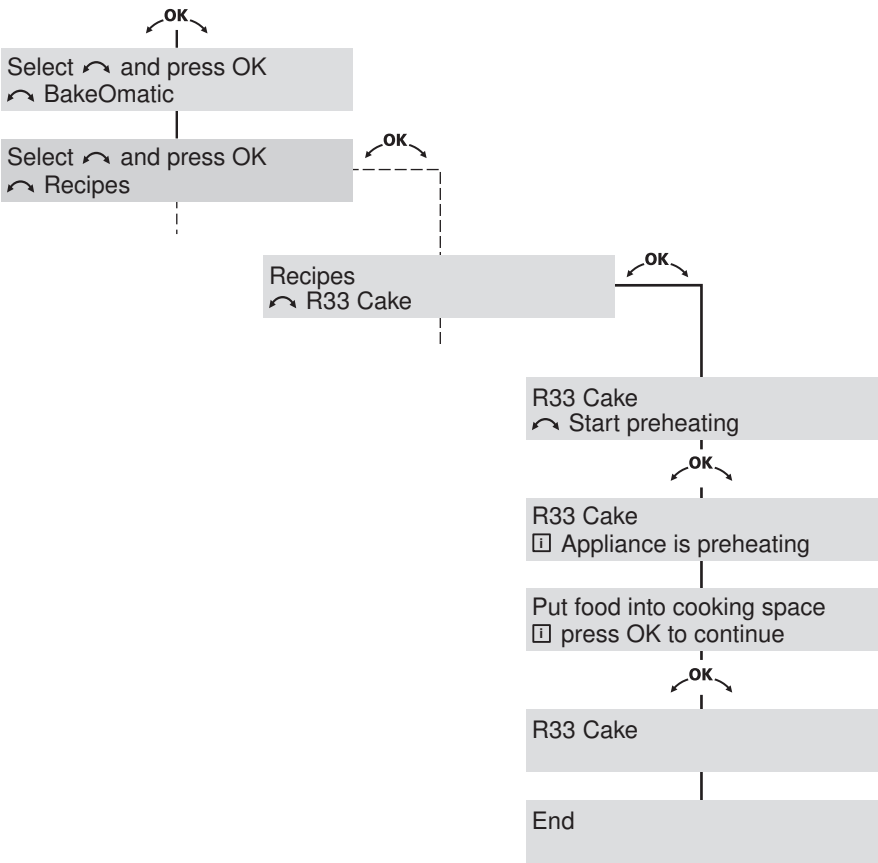 OK
Select and press OK
BakeOmatic
Select and press OK
Recipes
OK
Recipes
R33 Cake
OK
R33 Cake
Start preheating
OK
R33 Cake
i Appliance is preheating
Put food into cooking space
i press OK to continue
OK
R33 Cake
End